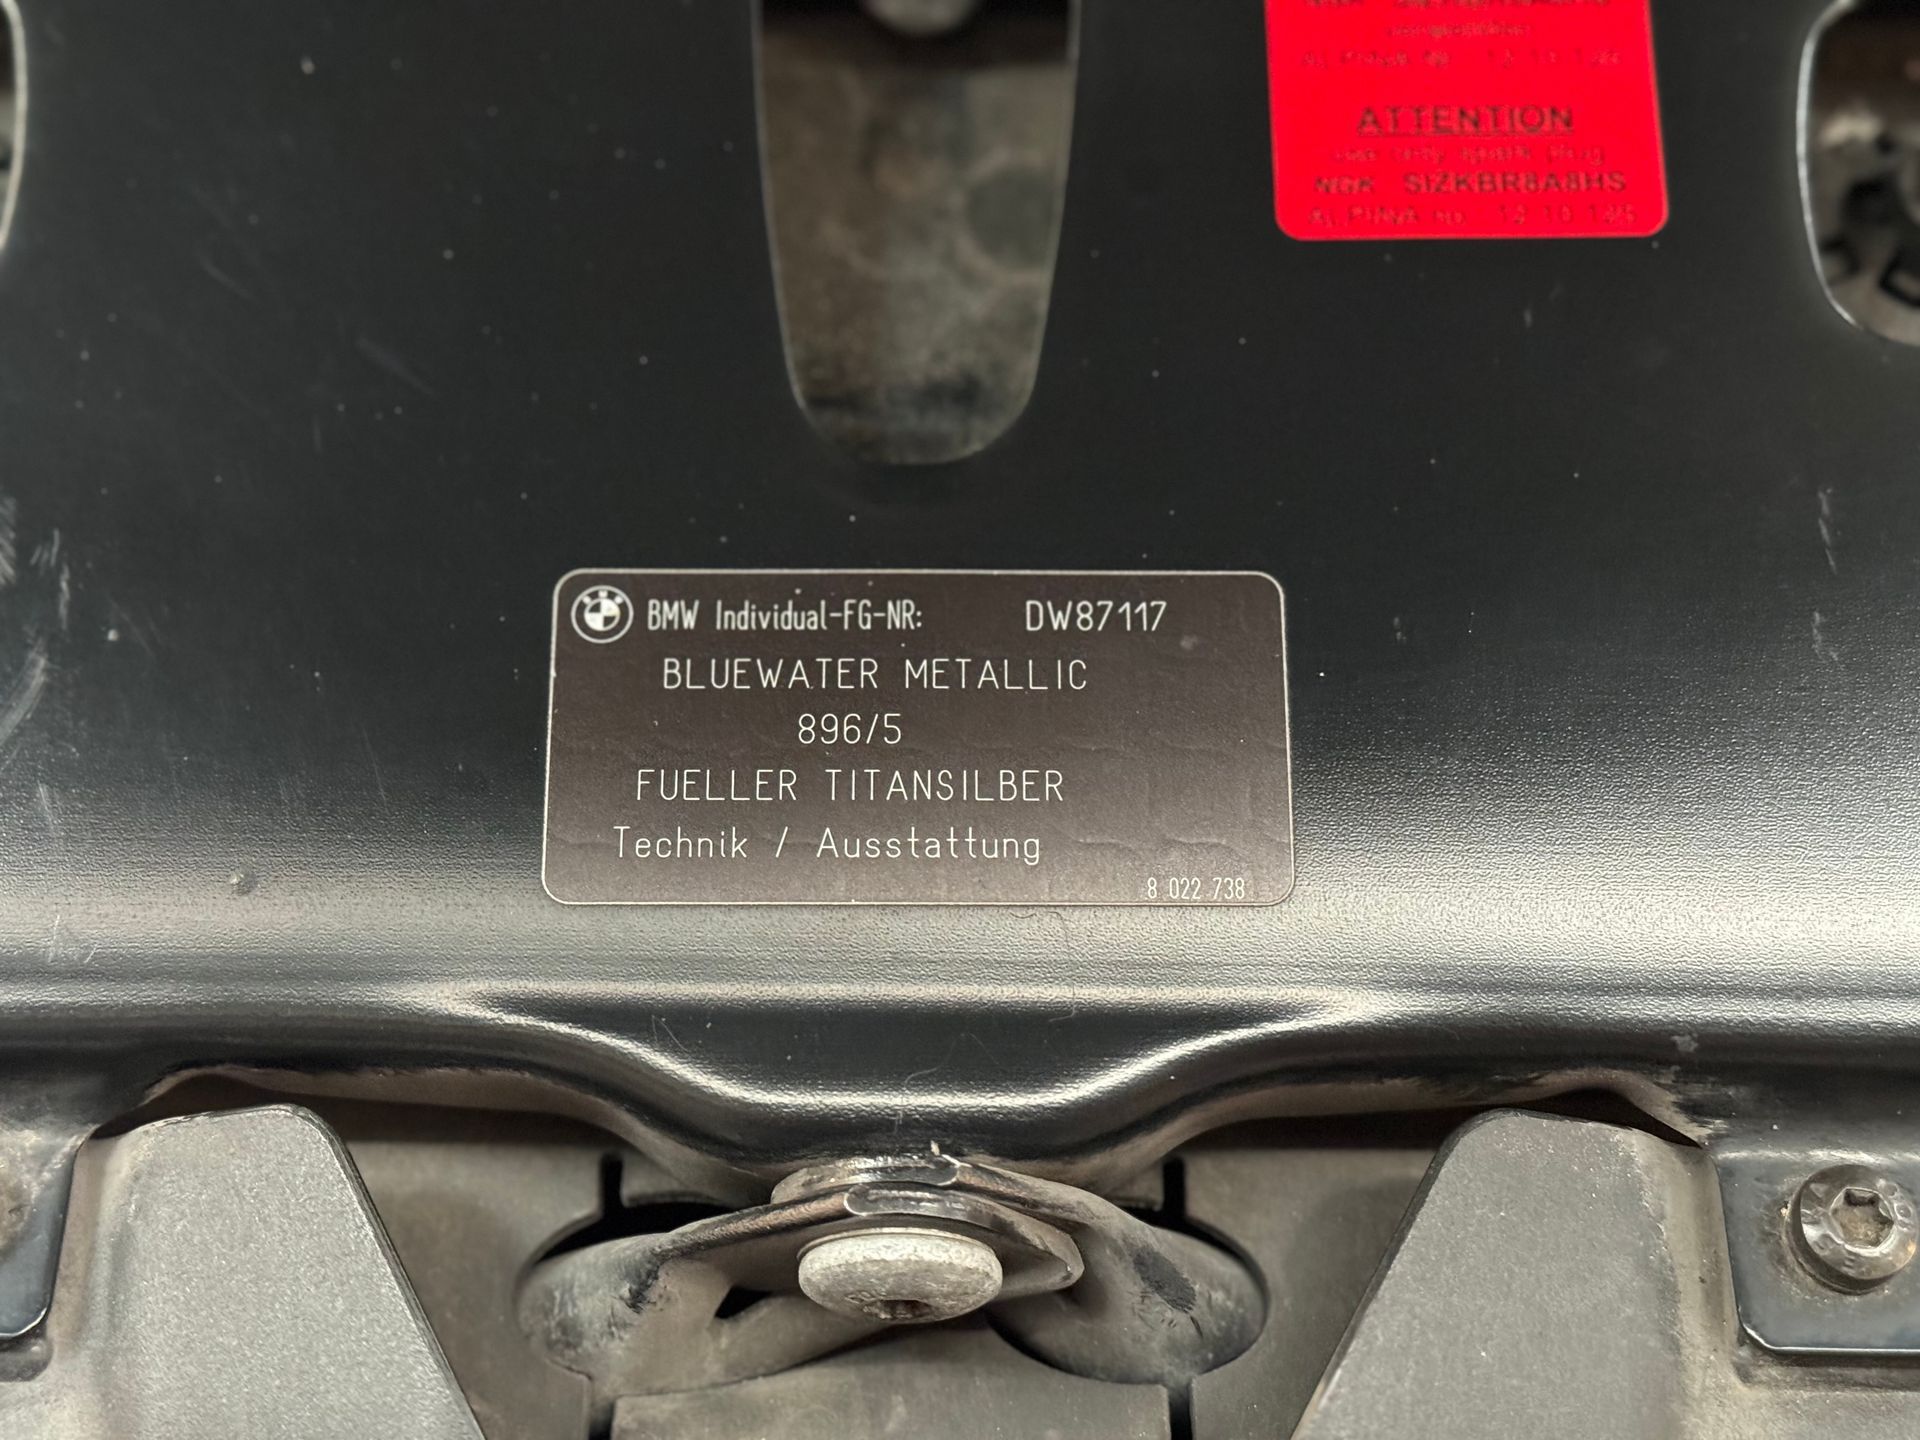 ATTENTION
NGK SIZKBR8A8HS
BMW Individual-FG-NR: DW87117
BLUEWATER METALLIC
896/5
FUELLER TITANSILBER
Technik / Ausstattung
8 022 738